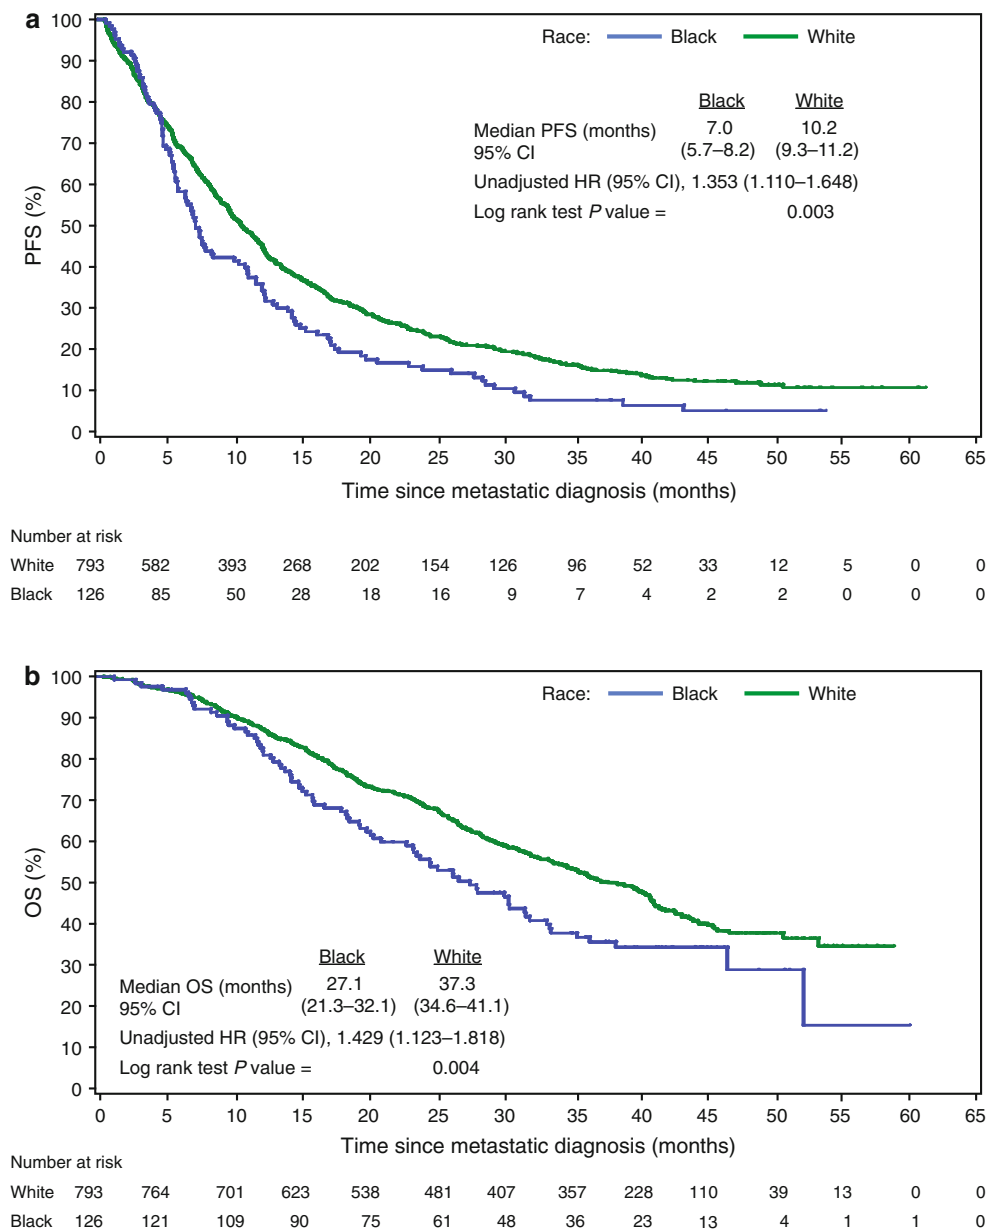 a
Race: Black White
Black White
Median PFS (months) 7.0 10.2
95% CI (5.7–8.2) (9.3–11.2)
Unadjusted HR (95% CI), 1.353 (1.110–1.648)
Log rank test P value = 0.003
PFS (%)
100
90
80
70
60
50
40
30
20
10
0
0 5 10 15 20 25 30 35 40 45 50 55 60 65
Time since metastatic diagnosis (months)
Number at risk
White 793 582 393 268 202 154 126 96 52 33 12 5 0 0
Black 126 85 50 28 18 16 9 7 4 2 2 0 0 0
b
Race: Black White
OS (%)
100
90
80
70
60
50
40
30
20
10
0
Black White
Median OS (months) 27.1 37.3
95% CI (21.3–32.1) (34.6–41.1)
Unadjusted HR (95% CI), 1.429 (1.123–1.818)
Log rank test P value = 0.004
0 5 10 15 20 25 30 35 40 45 50 55 60 65
Time since metastatic diagnosis (months)
Number at risk
White 793 764 701 623 538 481 407 357 228 110 39 13 0 0
Black 126 121 109 90 75 61 48 36 23 13 4 1 1 0